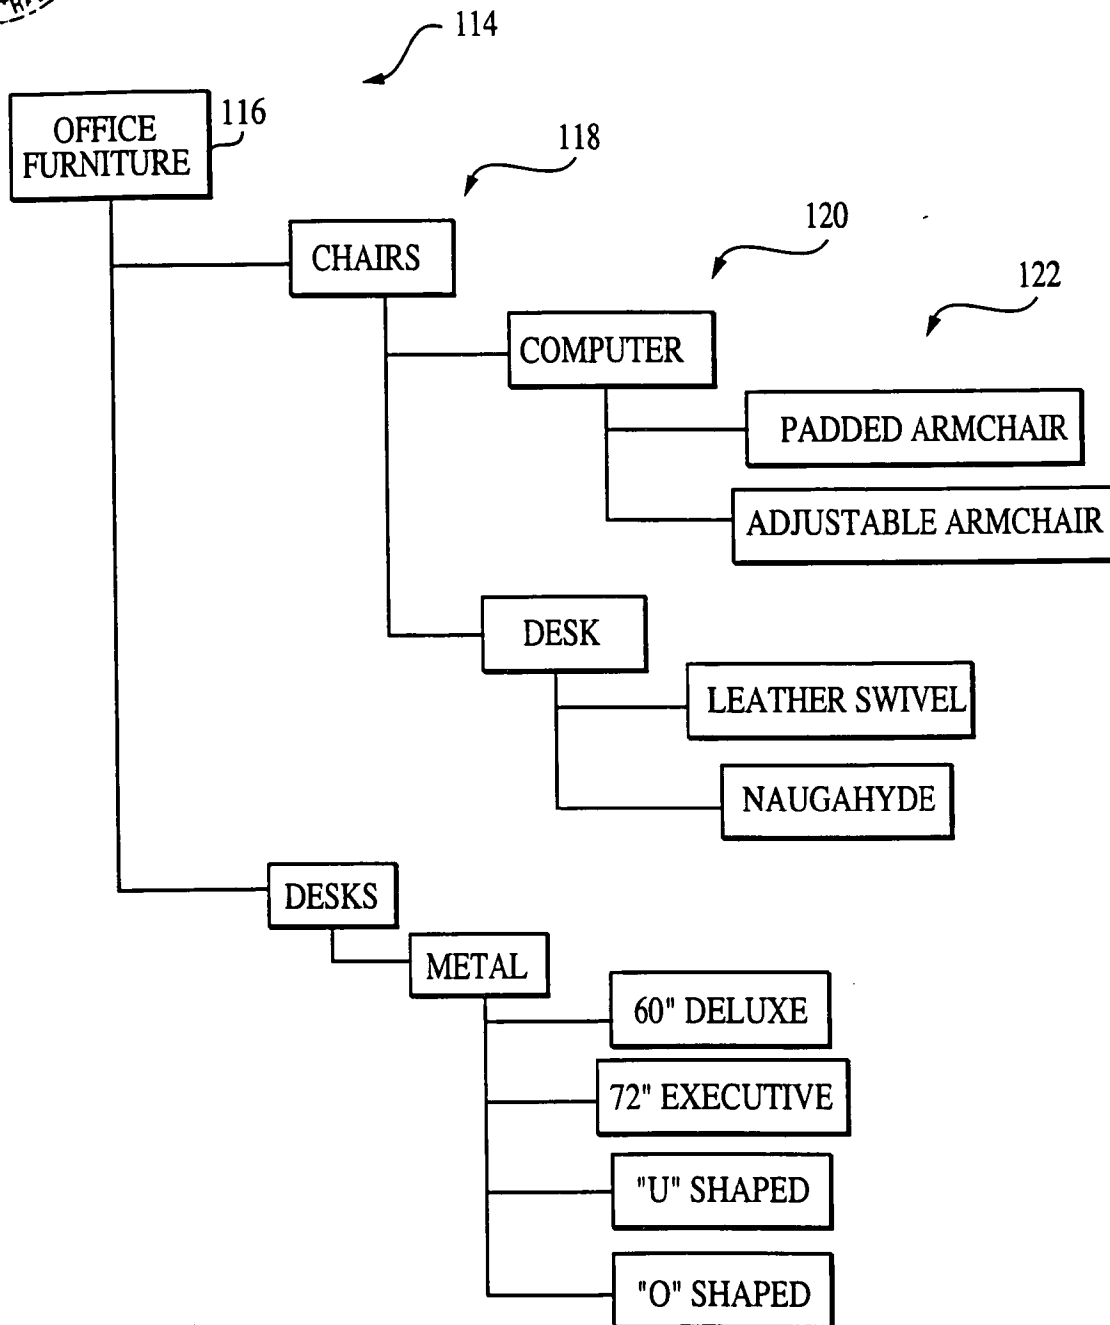 114
OFFICE
FURNITURE
116
118
CHAIRS
120
COMPUTER
122
PADDED ARMCHAIR
ADJUSTABLE ARMCHAIR
DESK
LEATHER SWIVEL
NAUGAHYDE
DESKS
METAL
60" DELUXE
72" EXECUTIVE
"U" SHAPED
"O" SHAPED